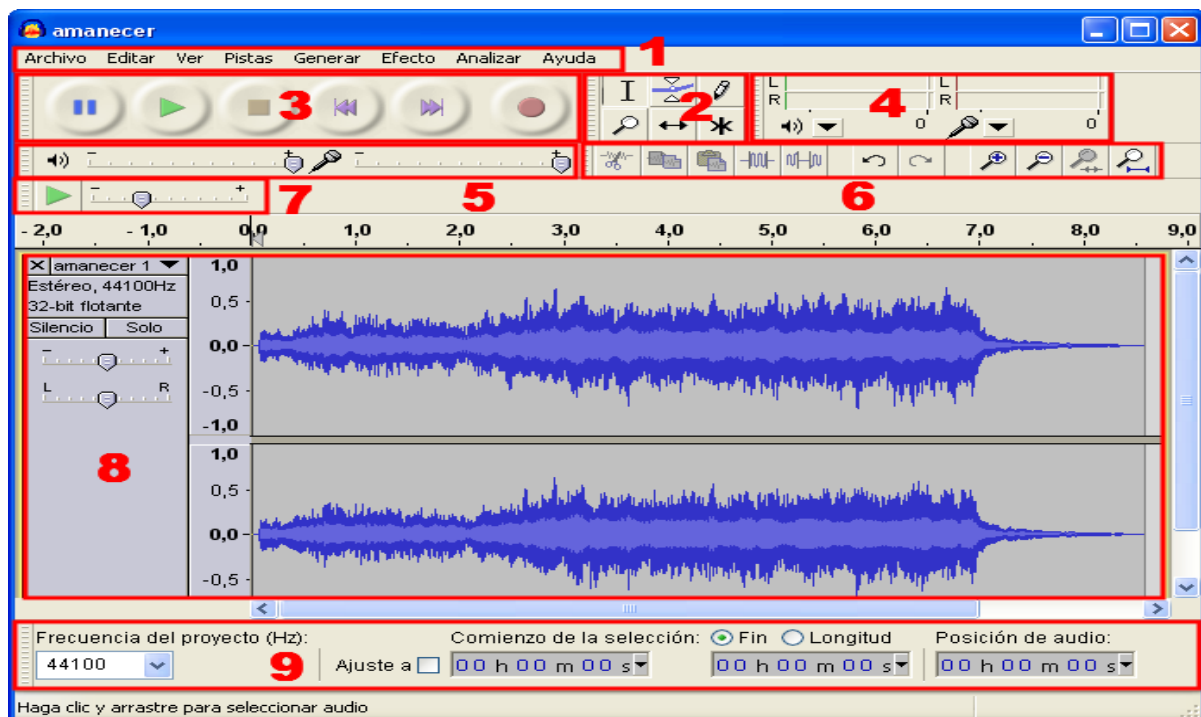 amanecer
Archivo Editar Ver Pistas Generar Efecto Analizar Ayuda
1
3
2
L
R
L
R
4
0
0
- +
- +
5
6
- +
7
- 2,0 - 1,0 0,0 1,0 2,0 3,0 4,0 5,0 6,0 7,0 8,0 9,0
X amanecer 1
Estéreo, 44100Hz
32-bit flotante
Silencio Solo
- +
L R
8
1,0
0,5
0,0
-0,5
-1,0
1,0
0,5
0,0
-0,5
Frecuencia del proyecto (Hz): Comienzo de la selección: Fin Longitud Posición de audio:
44100 9 Ajuste a 00 h 00 m 00 s 00 h 00 m 00 s 00 h 00 m 00 s
Haga clic y arrastre para seleccionar audio